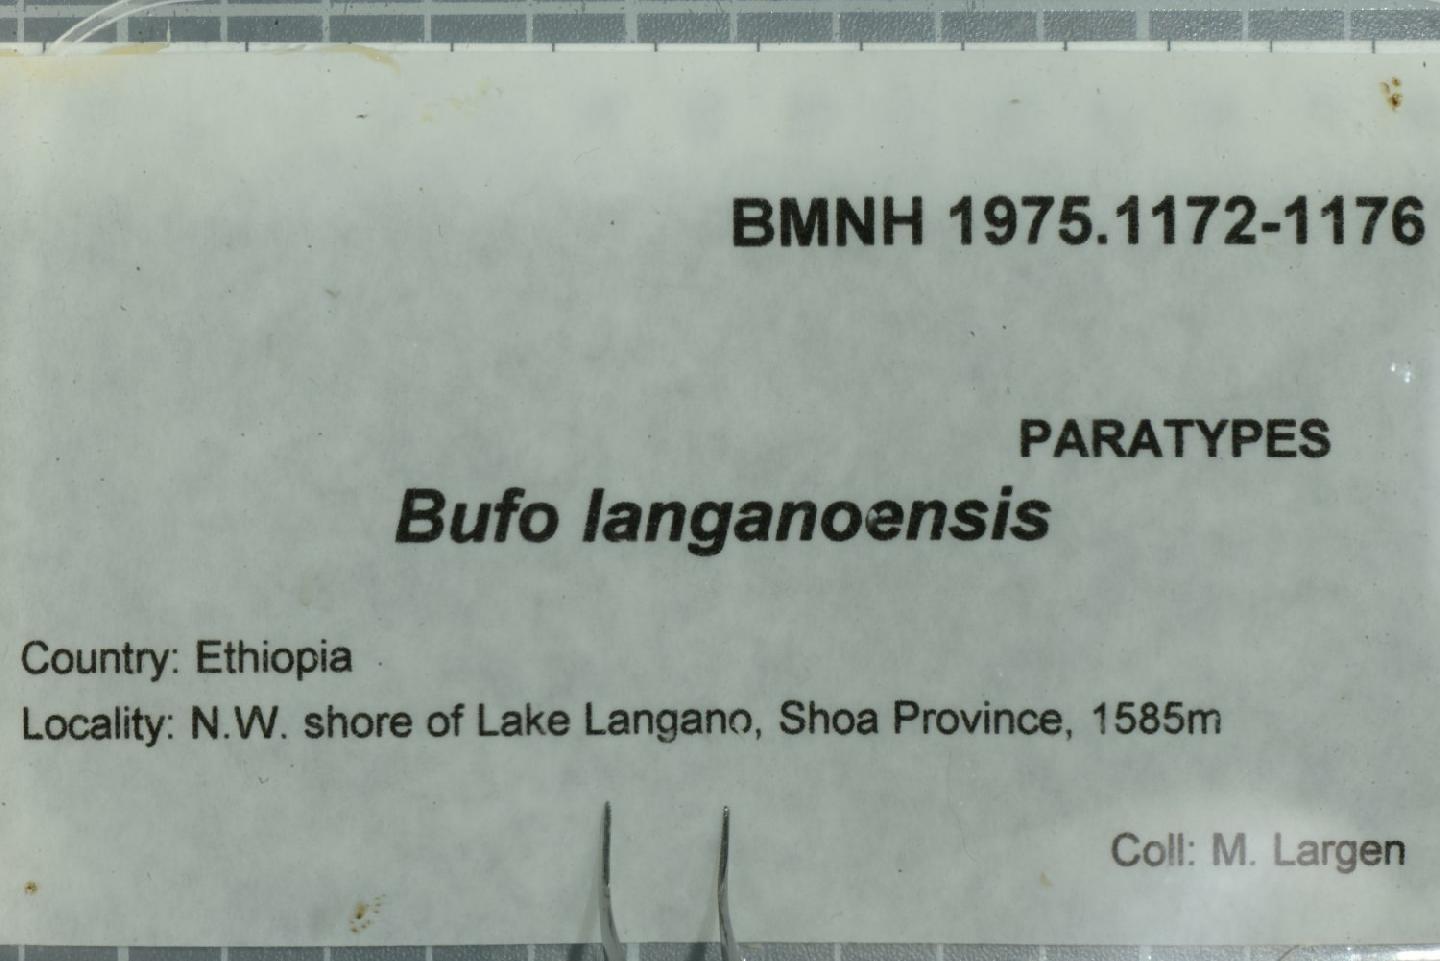 BMNH 1975.1172-1176
PARATYPES
Bufo langanoensis
Country: Ethiopia
Locality: N.W. shore of Lake Langano, Shoa Province, 1585m
Coll: M. Largen